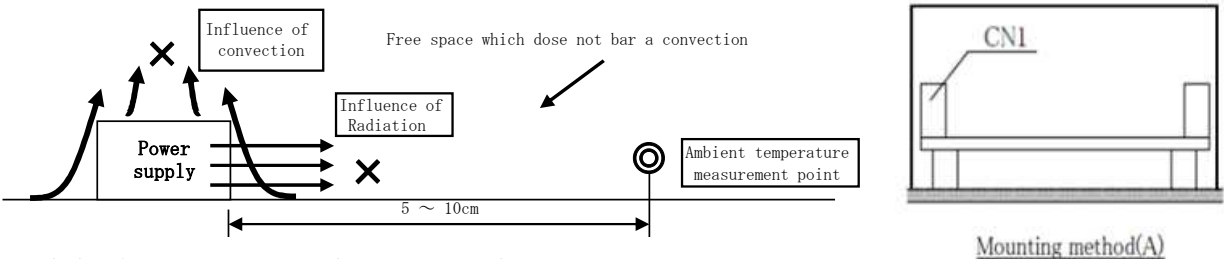 Influence of
convection
Free space which dose not bar a convection
Influence of
Radiation
Power
supply
Ambient temperature
measurement point
5 ～ 10cm
CN1
Mounting method(A)